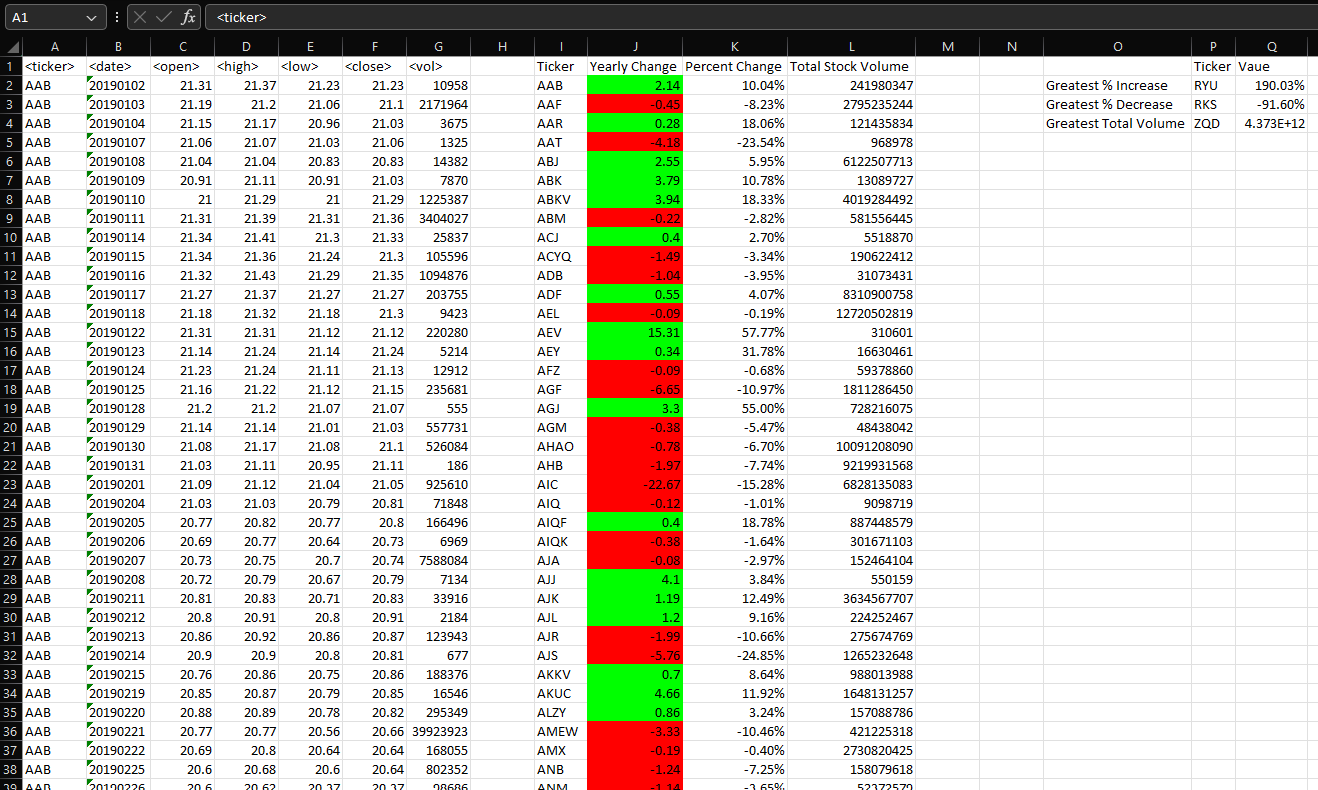 A1 fx <ticker>
A B C D E F G H I J K L M N O P Q
1 <ticker> <date> <open> <high> <low> <close> <vol> Ticker Yearly Change Percent Change Total Stock Volume Ticker Vaue
2 AAB 20190102 21.31 21.37 21.23 21.23 10958 AAB 2.14 10.04% 241980347 Greatest % Increase RYU 190.03%
3 AAB 20190103 21.19 21.2 21.06 21.1 2171964 AAF -0.45 -8.23% 2795235244 Greatest % Decrease RKS -91.60%
4 AAB 20190104 21.15 21.17 20.96 21.03 3675 AAR 0.28 18.06% 121435834 Greatest Total Volume ZQD 4.373E+12
5 AAB 20190107 21.06 21.07 21.03 21.06 1325 AAT -4.18 -23.54% 968978
6 AAB 20190108 21.04 21.04 20.83 20.83 14382 ABJ 2.55 5.95% 6122507713
7 AAB 20190109 20.91 21.11 20.91 21.03 7870 ABK 3.79 10.78% 13089727
8 AAB 20190110 21 21.29 21 21.29 1225387 ABKV 3.94 18.33% 4019284492
9 AAB 20190111 21.31 21.39 21.31 21.36 3404027 ABM -0.22 -2.82% 581556445
10 AAB 20190114 21.34 21.41 21.3 21.33 25837 ACJ 0.4 2.70% 5518870
11 AAB 20190115 21.34 21.36 21.24 21.3 105596 ACYQ -1.49 -3.34% 190622412
12 AAB 20190116 21.32 21.43 21.29 21.35 1094876 ADB -1.04 -3.95% 31073431
13 AAB 20190117 21.27 21.37 21.27 21.27 203755 ADF 0.55 4.07% 8310900758
14 AAB 20190118 21.18 21.32 21.18 21.3 9423 AEL -0.09 -0.19% 12720502819
15 AAB 20190122 21.31 21.31 21.12 21.12 220280 AEV 15.31 57.77% 310601
16 AAB 20190123 21.14 21.24 21.14 21.24 5214 AEY 0.34 31.78% 16630461
17 AAB 20190124 21.23 21.24 21.11 21.13 12912 AFZ -0.09 -0.68% 59378860
18 AAB 20190125 21.16 21.22 21.12 21.15 235681 AGF -6.65 -10.97% 1811286450
19 AAB 20190128 21.2 21.2 21.07 21.07 555 AGJ 3.3 55.00% 728216075
20 AAB 20190129 21.14 21.14 21.01 21.03 557731 AGM -0.38 -5.47% 48438042
21 AAB 20190130 21.08 21.17 21.08 21.1 526084 AHAO -0.78 -6.70% 10091208090
22 AAB 20190131 21.03 21.11 20.95 21.11 186 AHB -1.97 -7.74% 9219931568
23 AAB 20190201 21.09 21.12 21.04 21.05 925610 AIC -22.67 -15.28% 6828135083
24 AAB 20190204 21.03 21.03 20.79 20.81 71848 AIQ -0.12 -1.01% 9098719
25 AAB 20190205 20.77 20.82 20.77 20.8 166496 AIQF 0.4 18.78% 887448579
26 AAB 20190206 20.69 20.77 20.64 20.73 6969 AIQK -0.38 -1.64% 301671103
27 AAB 20190207 20.73 20.75 20.7 20.74 7588084 AJA -0.08 -2.97% 152464104
28 AAB 20190208 20.72 20.79 20.67 20.79 7134 AJJ 4.1 3.84% 550159
29 AAB 20190211 20.81 20.83 20.71 20.83 33916 AJK 1.19 12.49% 3634567707
30 AAB 20190212 20.8 20.91 20.8 20.91 2184 AJL 1.2 9.16% 224252467
31 AAB 20190213 20.86 20.92 20.86 20.87 123943 AJR -1.99 -10.66% 275674769
32 AAB 20190214 20.9 20.9 20.8 20.81 677 AJS -5.76 -24.85% 1265232648
33 AAB 20190215 20.76 20.86 20.75 20.86 188376 AKKV 0.7 8.64% 988013988
34 AAB 20190219 20.85 20.87 20.79 20.85 16546 AKUC 4.66 11.92% 1648131257
35 AAB 20190220 20.88 20.89 20.78 20.82 295349 ALZY 0.86 3.24% 157088786
36 AAB 20190221 20.77 20.77 20.56 20.66 39923923 AMEW -3.33 -10.46% 421225318
37 AAB 20190222 20.69 20.8 20.64 20.64 168055 AMX -0.19 -0.40% 2730820425
38 AAB 20190225 20.6 20.68 20.6 20.64 802352 ANB -1.24 -7.25% 158079618
39 AAB 20190226 20.6 20.62 20.37 20.37 98686 ANM -1.14 -3.65% 52372579